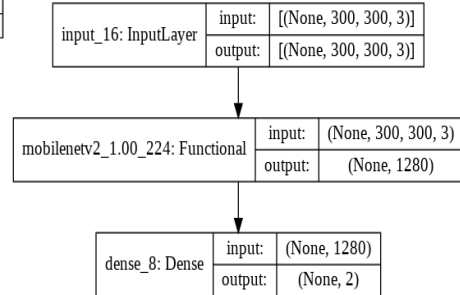 input_16: InputLayer
input: [(None, 300, 300, 3)]
output: [(None, 300, 300, 3)]
mobilenetv2_1.00_224: Functional
input: (None, 300, 300, 3)
output: (None, 1280)
dense_8: Dense
input: (None, 1280)
output: (None, 2)